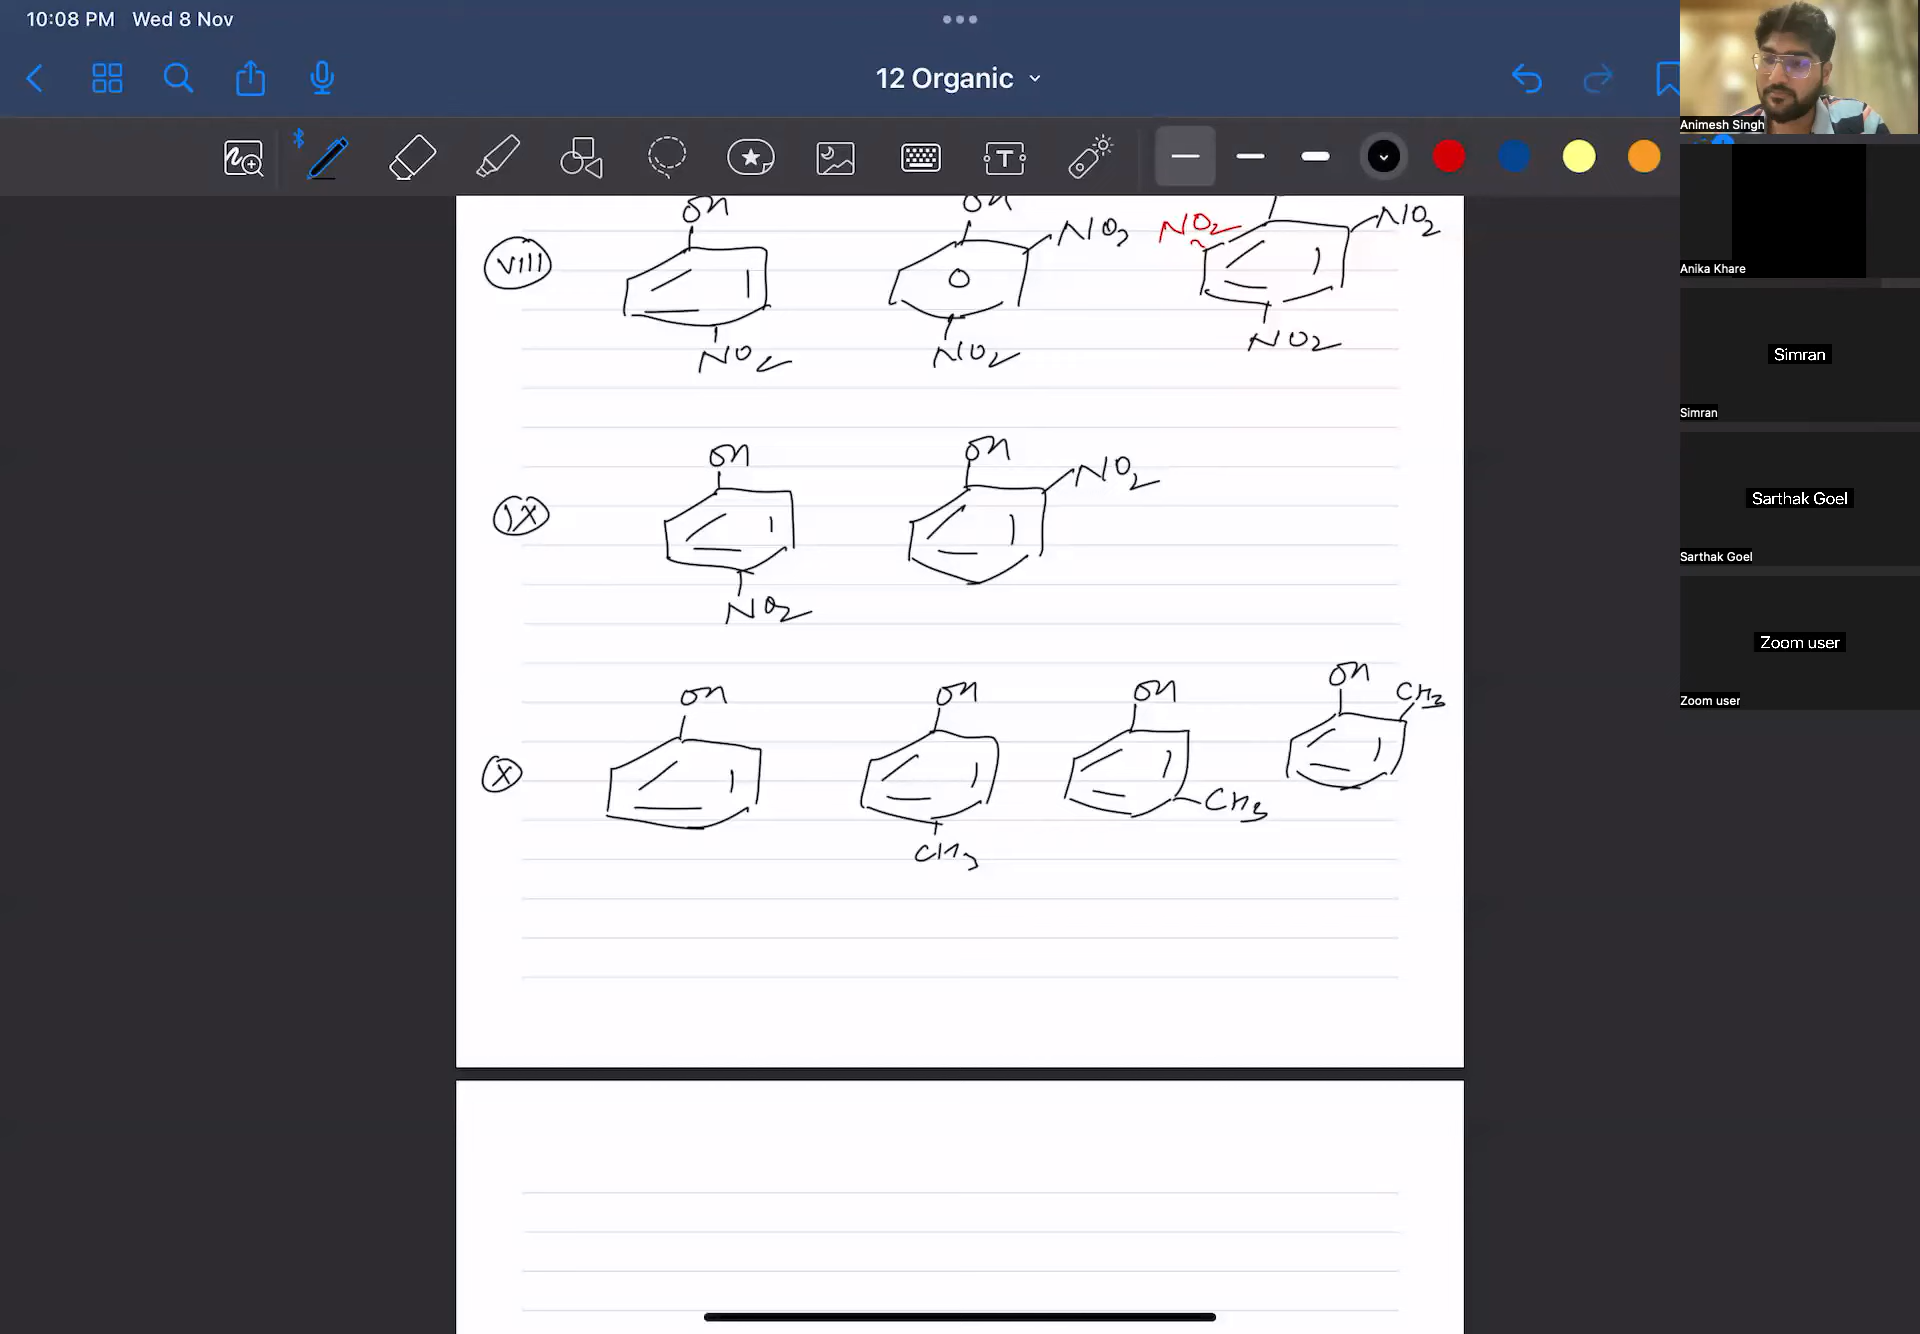 10:08 PM Wed 8 Nov
12 Organic
T
Animesh Singh
Anika Khare
Simran
Simran
Sarthak Goel
Sarthak Goel
Zoom user
Zoom user
OH OH
NO2 NO2 NO2
VIII
NO2 NO2 NO2
OH OH NO2
IX
NO2
OH OH OH OH CH3
X
CH3
CH3